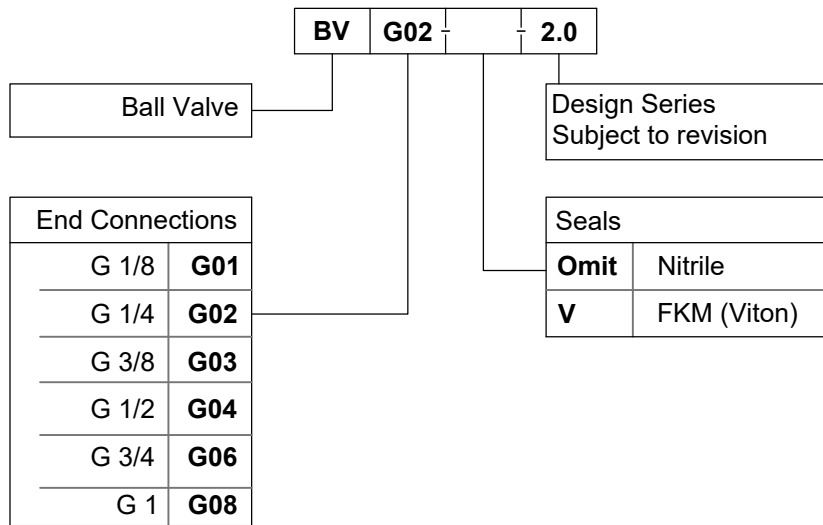 BV G02 - - 2.0
Ball Valve
Design Series
Subject to revision
End Connections
G 1/8 G01
G 1/4 G02
G 3/8 G03
G 1/2 G04
G 3/4 G06
G 1 G08
Seals
Omit Nitrile
V FKM (Viton)